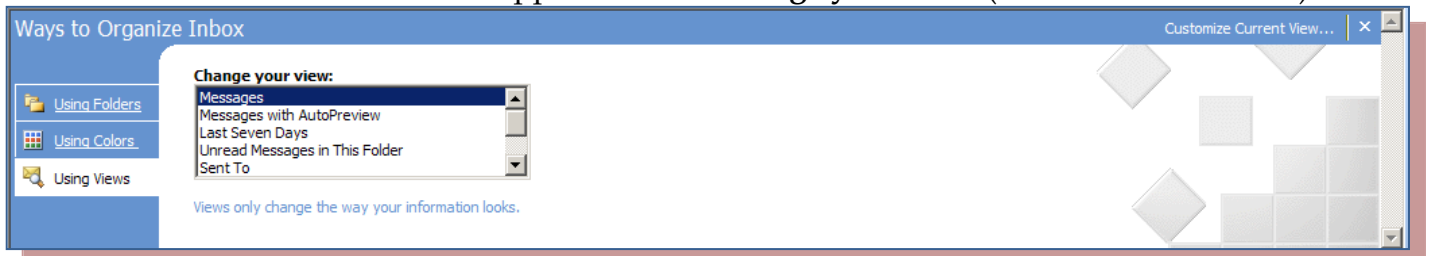 Ways to Organize Inbox
Customize Current View...
Using Folders
Using Colors
Using Views
Change your view:
Messages
Messages with AutoPreview
Last Seven Days
Unread Messages in This Folder
Sent To
Views only change the way your information looks.